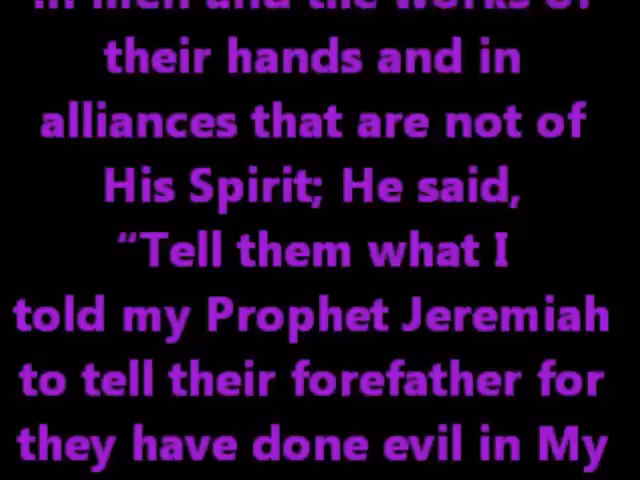 in men and the works of
their hands and in
alliances that are not of
His Spirit; He said,
“Tell them what I
told my Prophet Jeremiah
to tell their forefather for
they have done evil in My